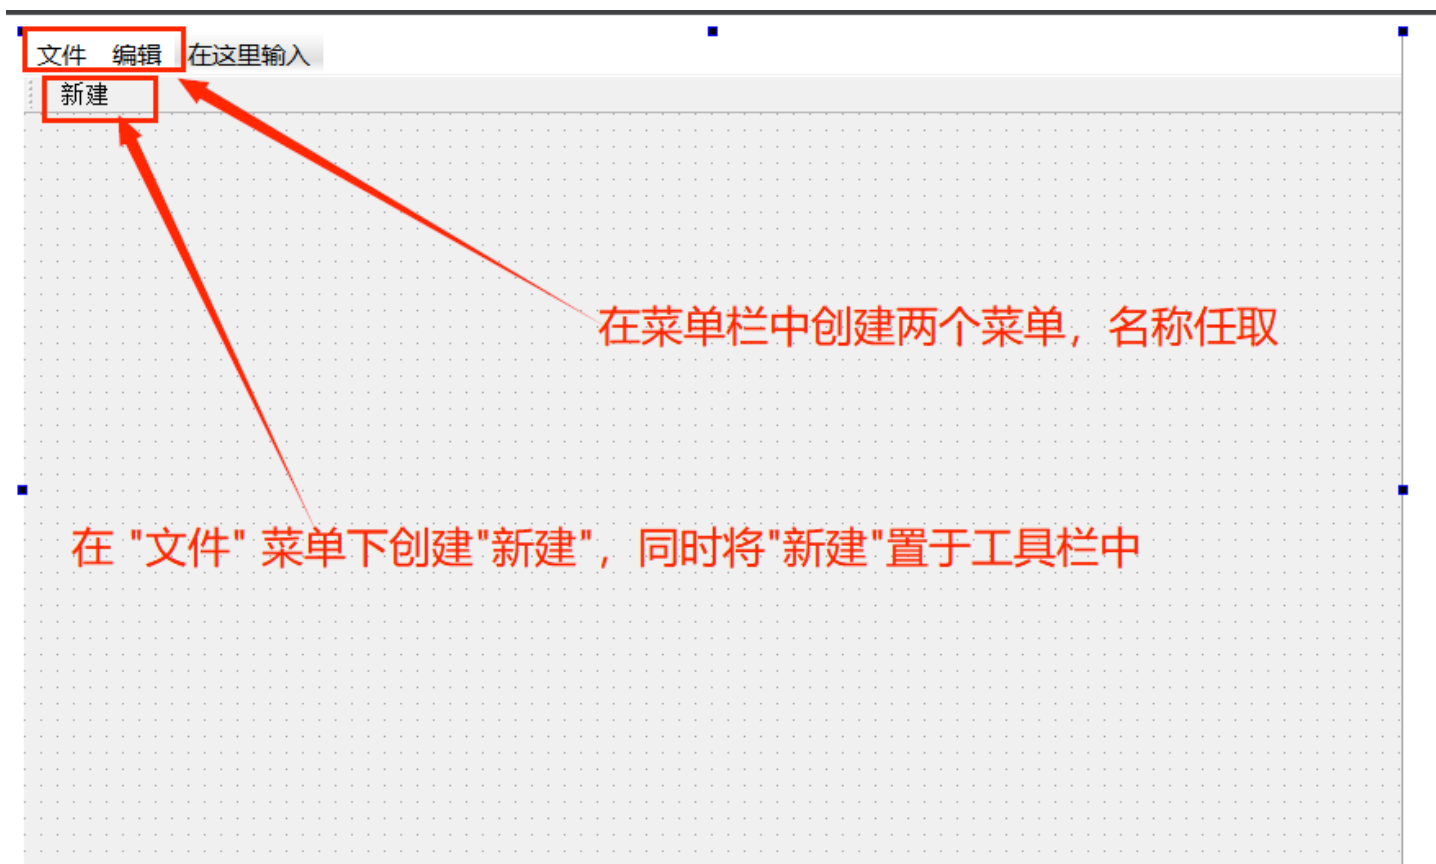 文件 编辑 在这里输入
新建
在菜单栏中创建两个菜单，名称任取
在 "文件" 菜单下创建"新建"，同时将"新建"置于工具栏中